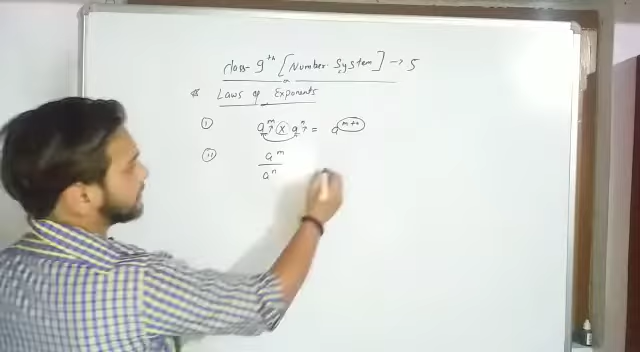 class-9th [Number System] → 5
Laws of Exponents
(i) a^m × a^n = a^(m+n)
(ii) a^m / a^n